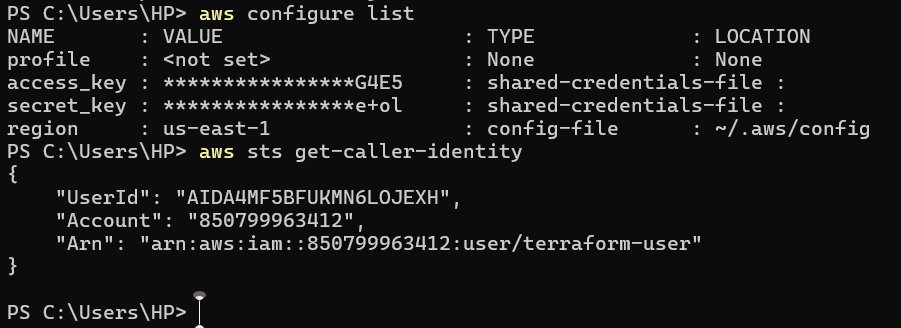 PS C:\Users\HP> aws configure list
NAME       : VALUE                    : TYPE             : LOCATION
profile    : <not set>                : None             : None
access_key : ****************G4E5     : shared-credentials-file :
secret_key : ****************e+ol     : shared-credentials-file :
region     : us-east-1                : config-file      : ~/.aws/config
PS C:\Users\HP> aws sts get-caller-identity
{
    "UserId": "AIDA4MF5BFUKMN6LOJEXH",
    "Account": "850799963412",
    "Arn": "arn:aws:iam::850799963412:user/terraform-user"
}
PS C:\Users\HP>